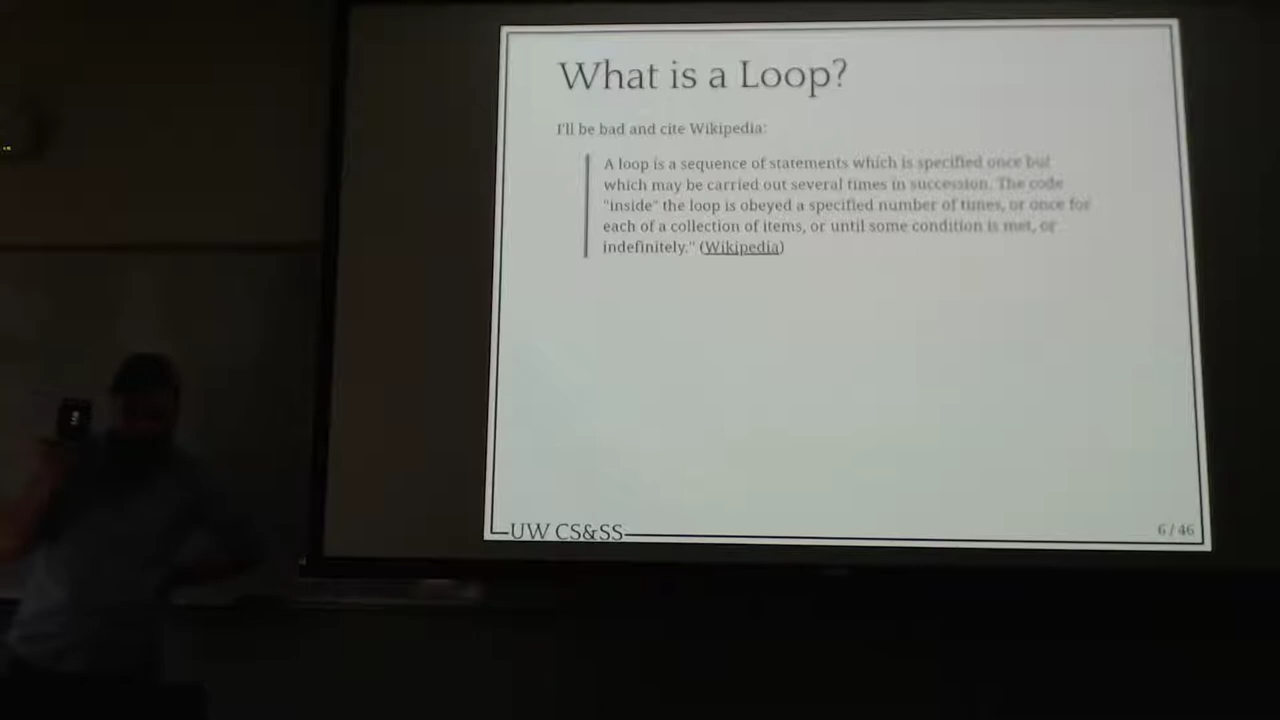 What is a Loop?
I'll be bad and cite Wikipedia:
A loop is a sequence of statements which is specified once but
which may be carried out several times in succession. The code
"inside" the loop is obeyed a specified number of times, or once for
each of a collection of items, or until some condition is met, or
indefinitely." (Wikipedia)
UW CS&SS
6 / 46